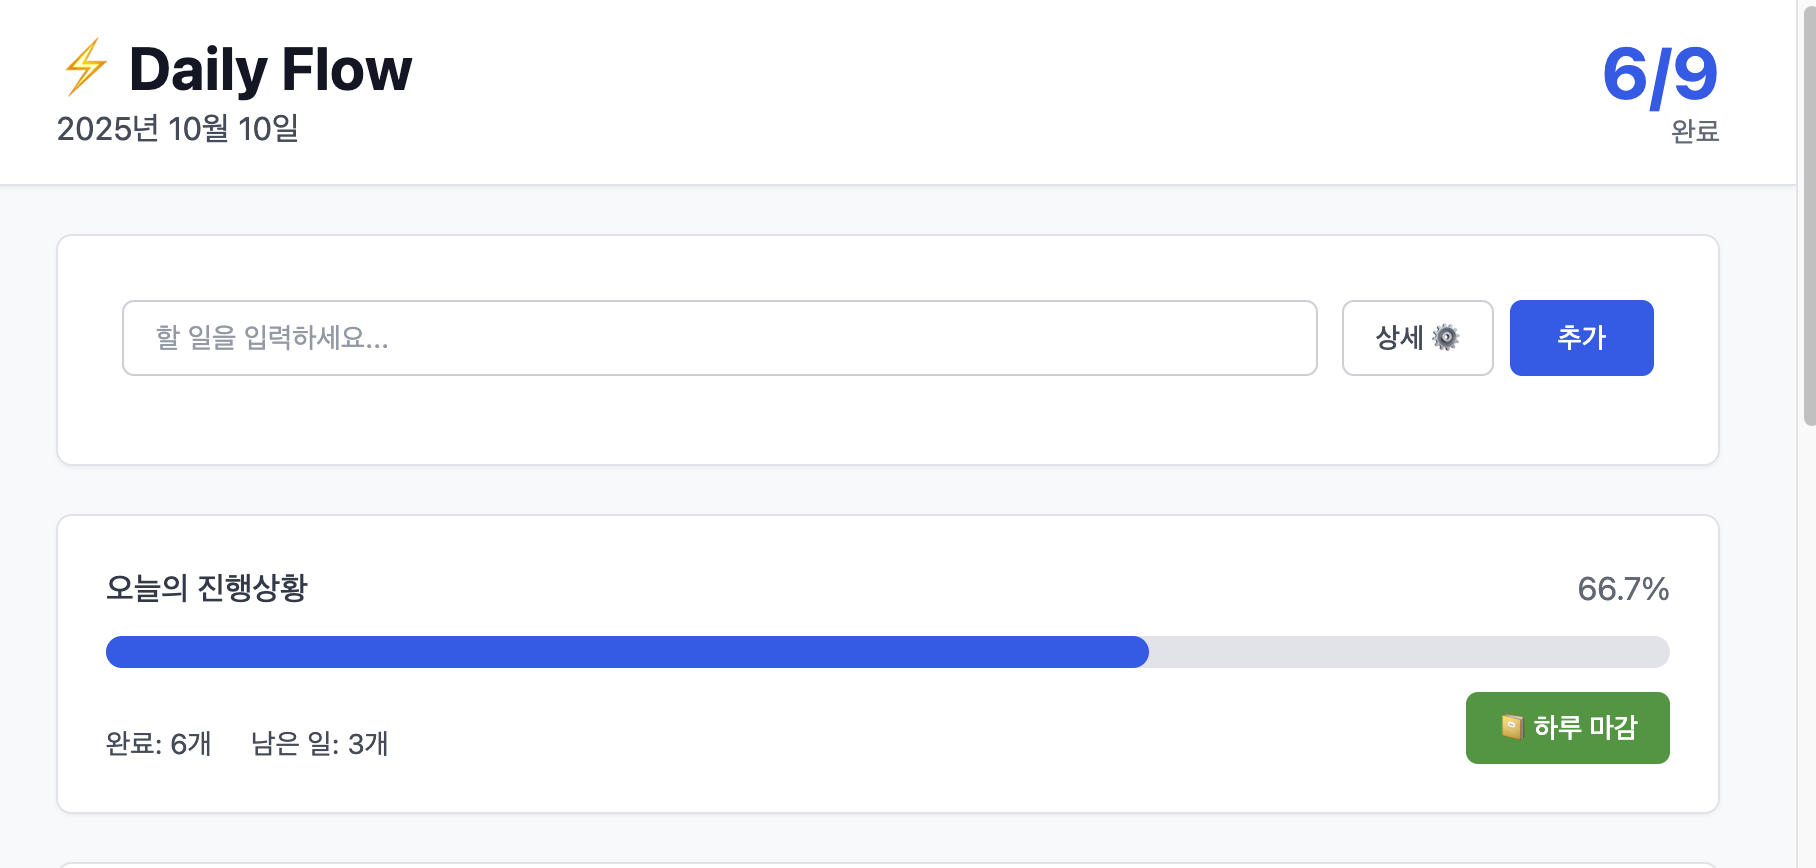 ⚡ Daily Flow
2025년 10월 10일
6/9
완료
할 일을 입력하세요...
상세 ⚙️
추가
오늘의 진행상황
66.7%
완료: 6개
남은 일: 3개
📔 하루 마감